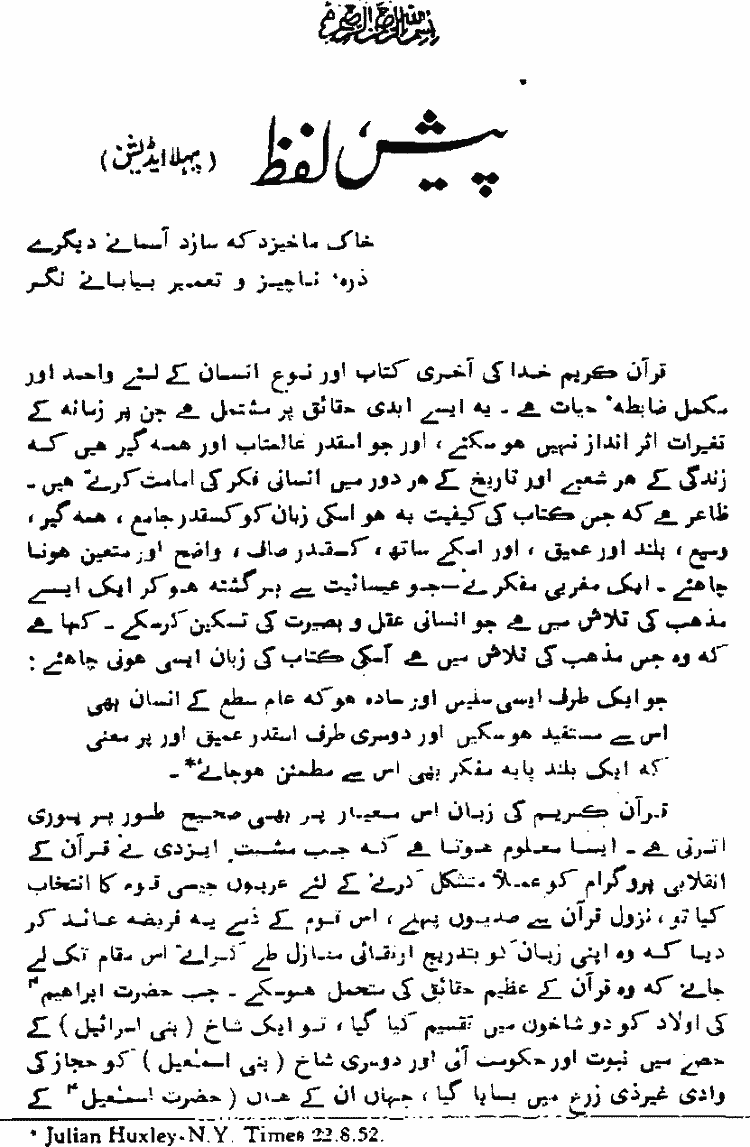 بسم اللہ الرحمن الرحیم
پیش لفظ (پہلا ایڈیشن)
خاک ما خیزد کہ سازد آسمانے دیگرے
ذرہٴ ناچیز و تعمیر بیابانے نگر
قرآن کریم خدا کی آخری کتاب اور نوع انسان کے لئے واحد اور
مکمل ضابطہٴ حیات ہے ۔ یہ ایسے ابدی حقائق پر مشتمل ہے جن پر زمانہ کے
تغیرات اثر انداز نہیں ہو سکتے ، اور جو اسقدر عالمتاب اور ہمہ گیر ہیں کہ
زندگی کے ہر شعبے اور تاریخ کے ہر دور میں انسانی فکر کی امامت کرتے ہیں ۔
ظاہر ہے کہ جس کتاب کی کیفیت یہ ہو اسکی زبان کو کسقدر جامع ، ہمہ گیر ،
وسیع ، بلند اور عمیق ، اور اسکے ساتھ ، کسقدر صاف ، واضح اور متعین ہونا
چاہئے ۔ ایک مغربی مفکر نے—جو عیسائیت سے برگشتہ ہو کر ایک ایسے
مذہب کی تلاش میں ہے جو انسانی عقل و بصیرت کی تسکین کرسکے ۔ کہا ہے
کہ وہ جس مذہب کی تلاش میں ہے اسکی کتاب کی زبان ایسی ہونی چاہئے :
جو ایک طرف ایسی سلیس اور سادہ ہو کہ عام سطح کے انسان بھی
اس سے مستفید ہو سکیں اور دوسری طرف اسقدر عمیق اور پر معنی
کہ ایک بلند پایہ مفکر بھی اس سے مطمئن ہوجائے* ۔
قرآن کریم کی زبان اس معیار پر بھی صحیح طور پر پوری
اترتی ہے ۔ ایسا معلوم ہوتا ہے کہ جب مشیت ایزدی نے قرآن کے
انقلابی پروگرام کو عملاً متشکل کرنے کے لئے عربوں جیسی قوم کا انتخاب
کیا تو ، نزول قرآن سے صدیوں پہلے ، اس قوم کے ذمے یہ فریضہ عائد کر
دیا کہ وہ اپنی زبان کو بتدریج ارتقائی منازل طے کراتے اس مقام تک لے
جائے کہ وہ قرآن کے عظیم حقائق کی متحمل ہوسکے ۔ جب حضرت ابراھیمؑ
کی اولاد کو دو شاخوں میں تقسیم کیا گیا ، تو ایک شاخ ( بنی اسرائیل ) کے
حصے میں نبوت اور حکومت آئی اور دوسری شاخ ( بنی اسمٰعیل ) کو حجاز کی
وادی غیر ذی زرع میں بسایا گیا ، جہاں ان کے ہاں ( حضرت اسمٰعیلؑ کے
* Julian Huxley-N.Y. Times 22.8.52.